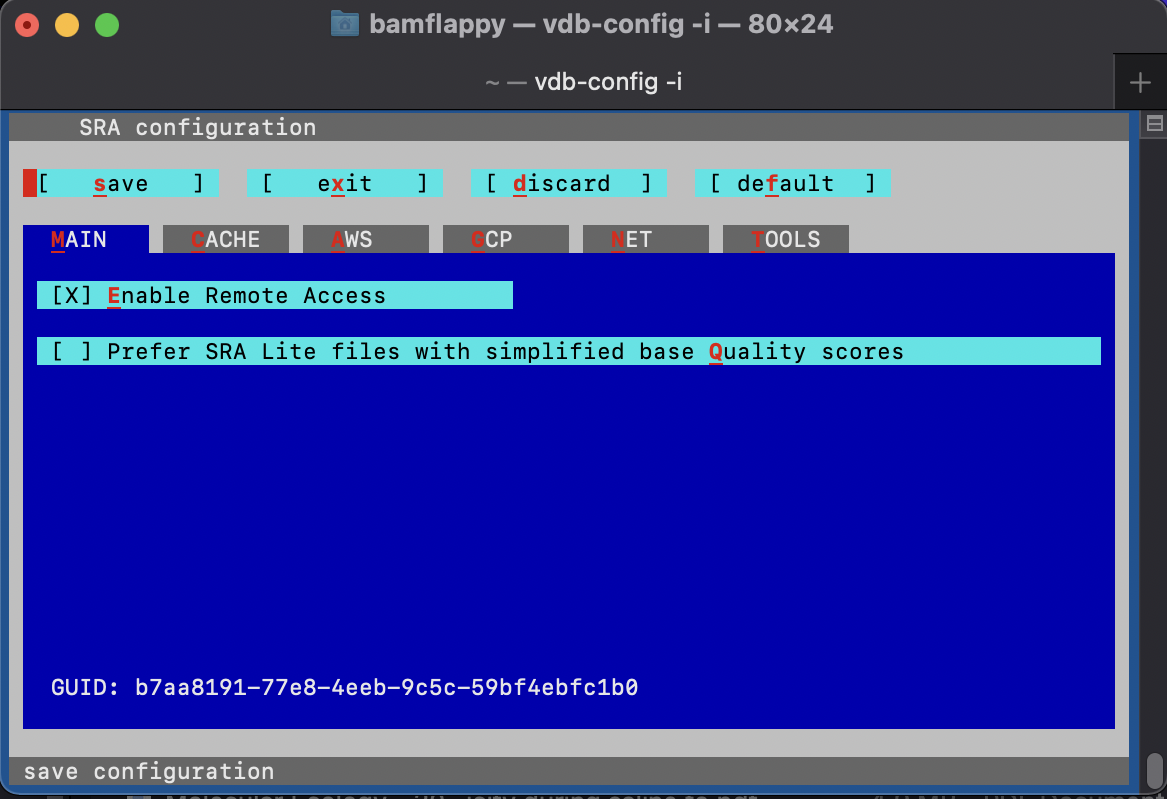 bamflappy — vdb-config -i — 80×24
~ — vdb-config -i
SRA configuration
[ save ] [ exit ] [ discard ] [ default ]
MAIN CACHE AWS GCP NET TOOLS
[X] Enable Remote Access
[ ] Prefer SRA Lite files with simplified base Quality scores
GUID: b7aa8191-77e8-4eeb-9c5c-59bf4ebfc1b0
save configuration